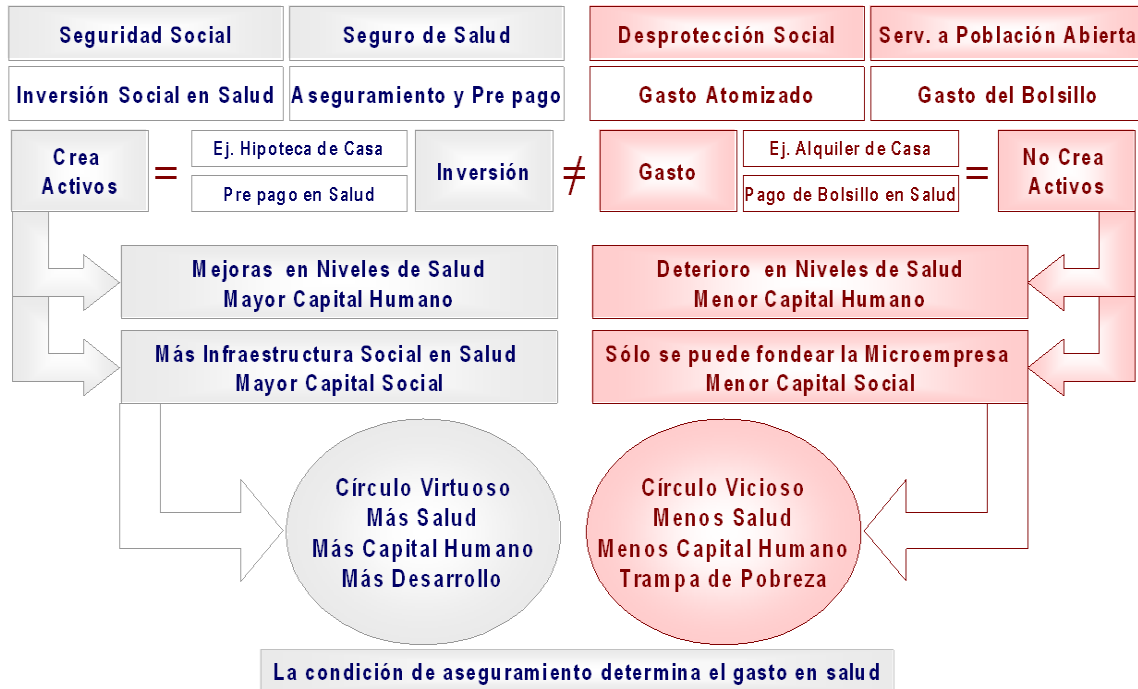 Seguridad Social
Seguro de Salud
Desprotección Social
Serv. a Población Abierta
Inversión Social en Salud
Aseguramiento y Pre pago
Gasto Atomizado
Gasto del Bolsillo
Crea
Activos
=
Ej. Hipoteca de Casa
Pre pago en Salud
Inversión
≠
Gasto
Ej. Alquiler de Casa
Pago de Bolsillo en Salud
=
No Crea
Activos
Mejoras en Niveles de Salud
Mayor Capital Humano
Deterioro en Niveles de Salud
Menor Capital Humano
Más Infraestructura Social en Salud
Mayor Capital Social
Sólo se puede fondear la Microempresa
Menor Capital Social
Círculo Virtuoso
Más Salud
Más Capital Humano
Más Desarrollo
Círculo Vicioso
Menos Salud
Menos Capital Humano
Trampa de Pobreza
La condición de aseguramiento determina el gasto en salud